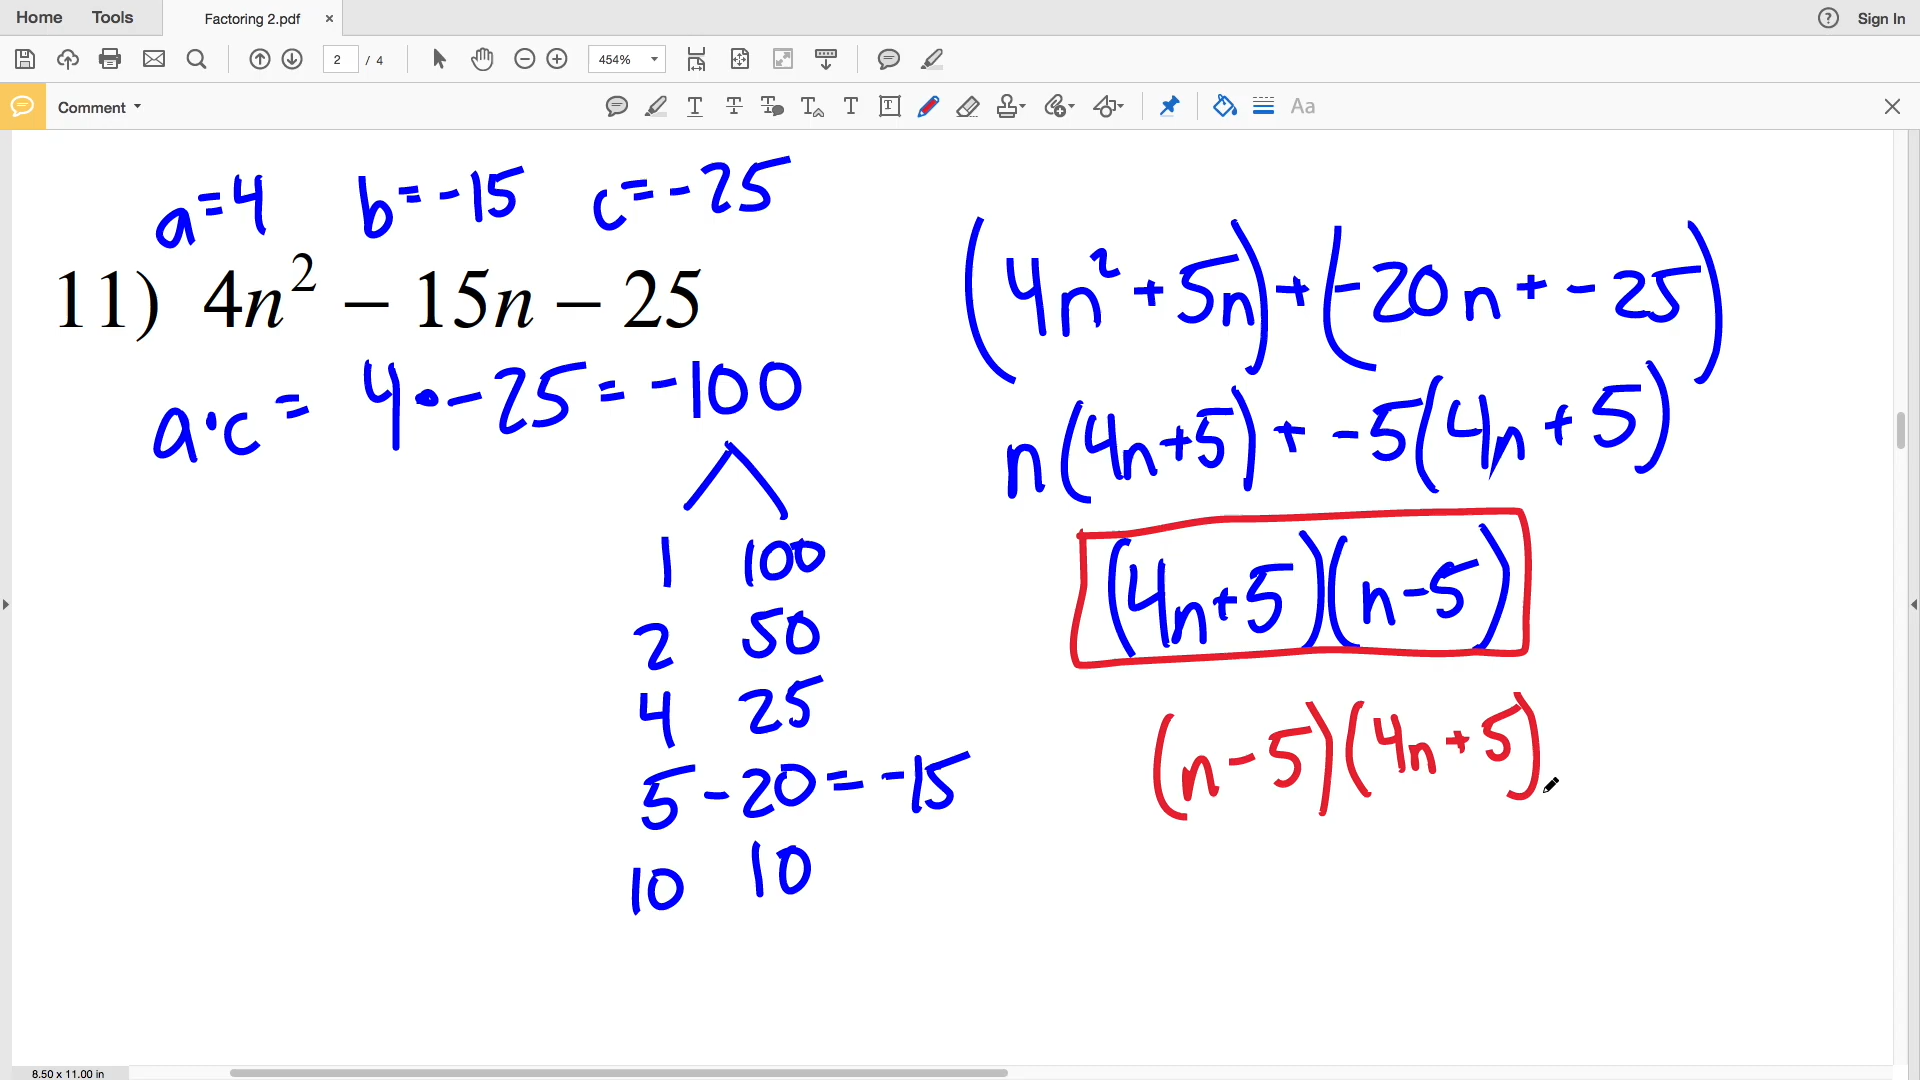 Home Tools Factoring 2.pdf × ? Sign In
2 / 4 454%
Comment Aa
a=4 b=-15 c=-25
11) 4n² − 15n − 25
a·c = 4·-25 = -100
1 100
2 50
4 25
5 -20 = -15
10 10
(4n²+5n)+(-20n+-25)
n(4n+5)+-5(4n+5)
(4n+5)(n-5)
(n-5)(4n+5)
8.50 x 11.00 in